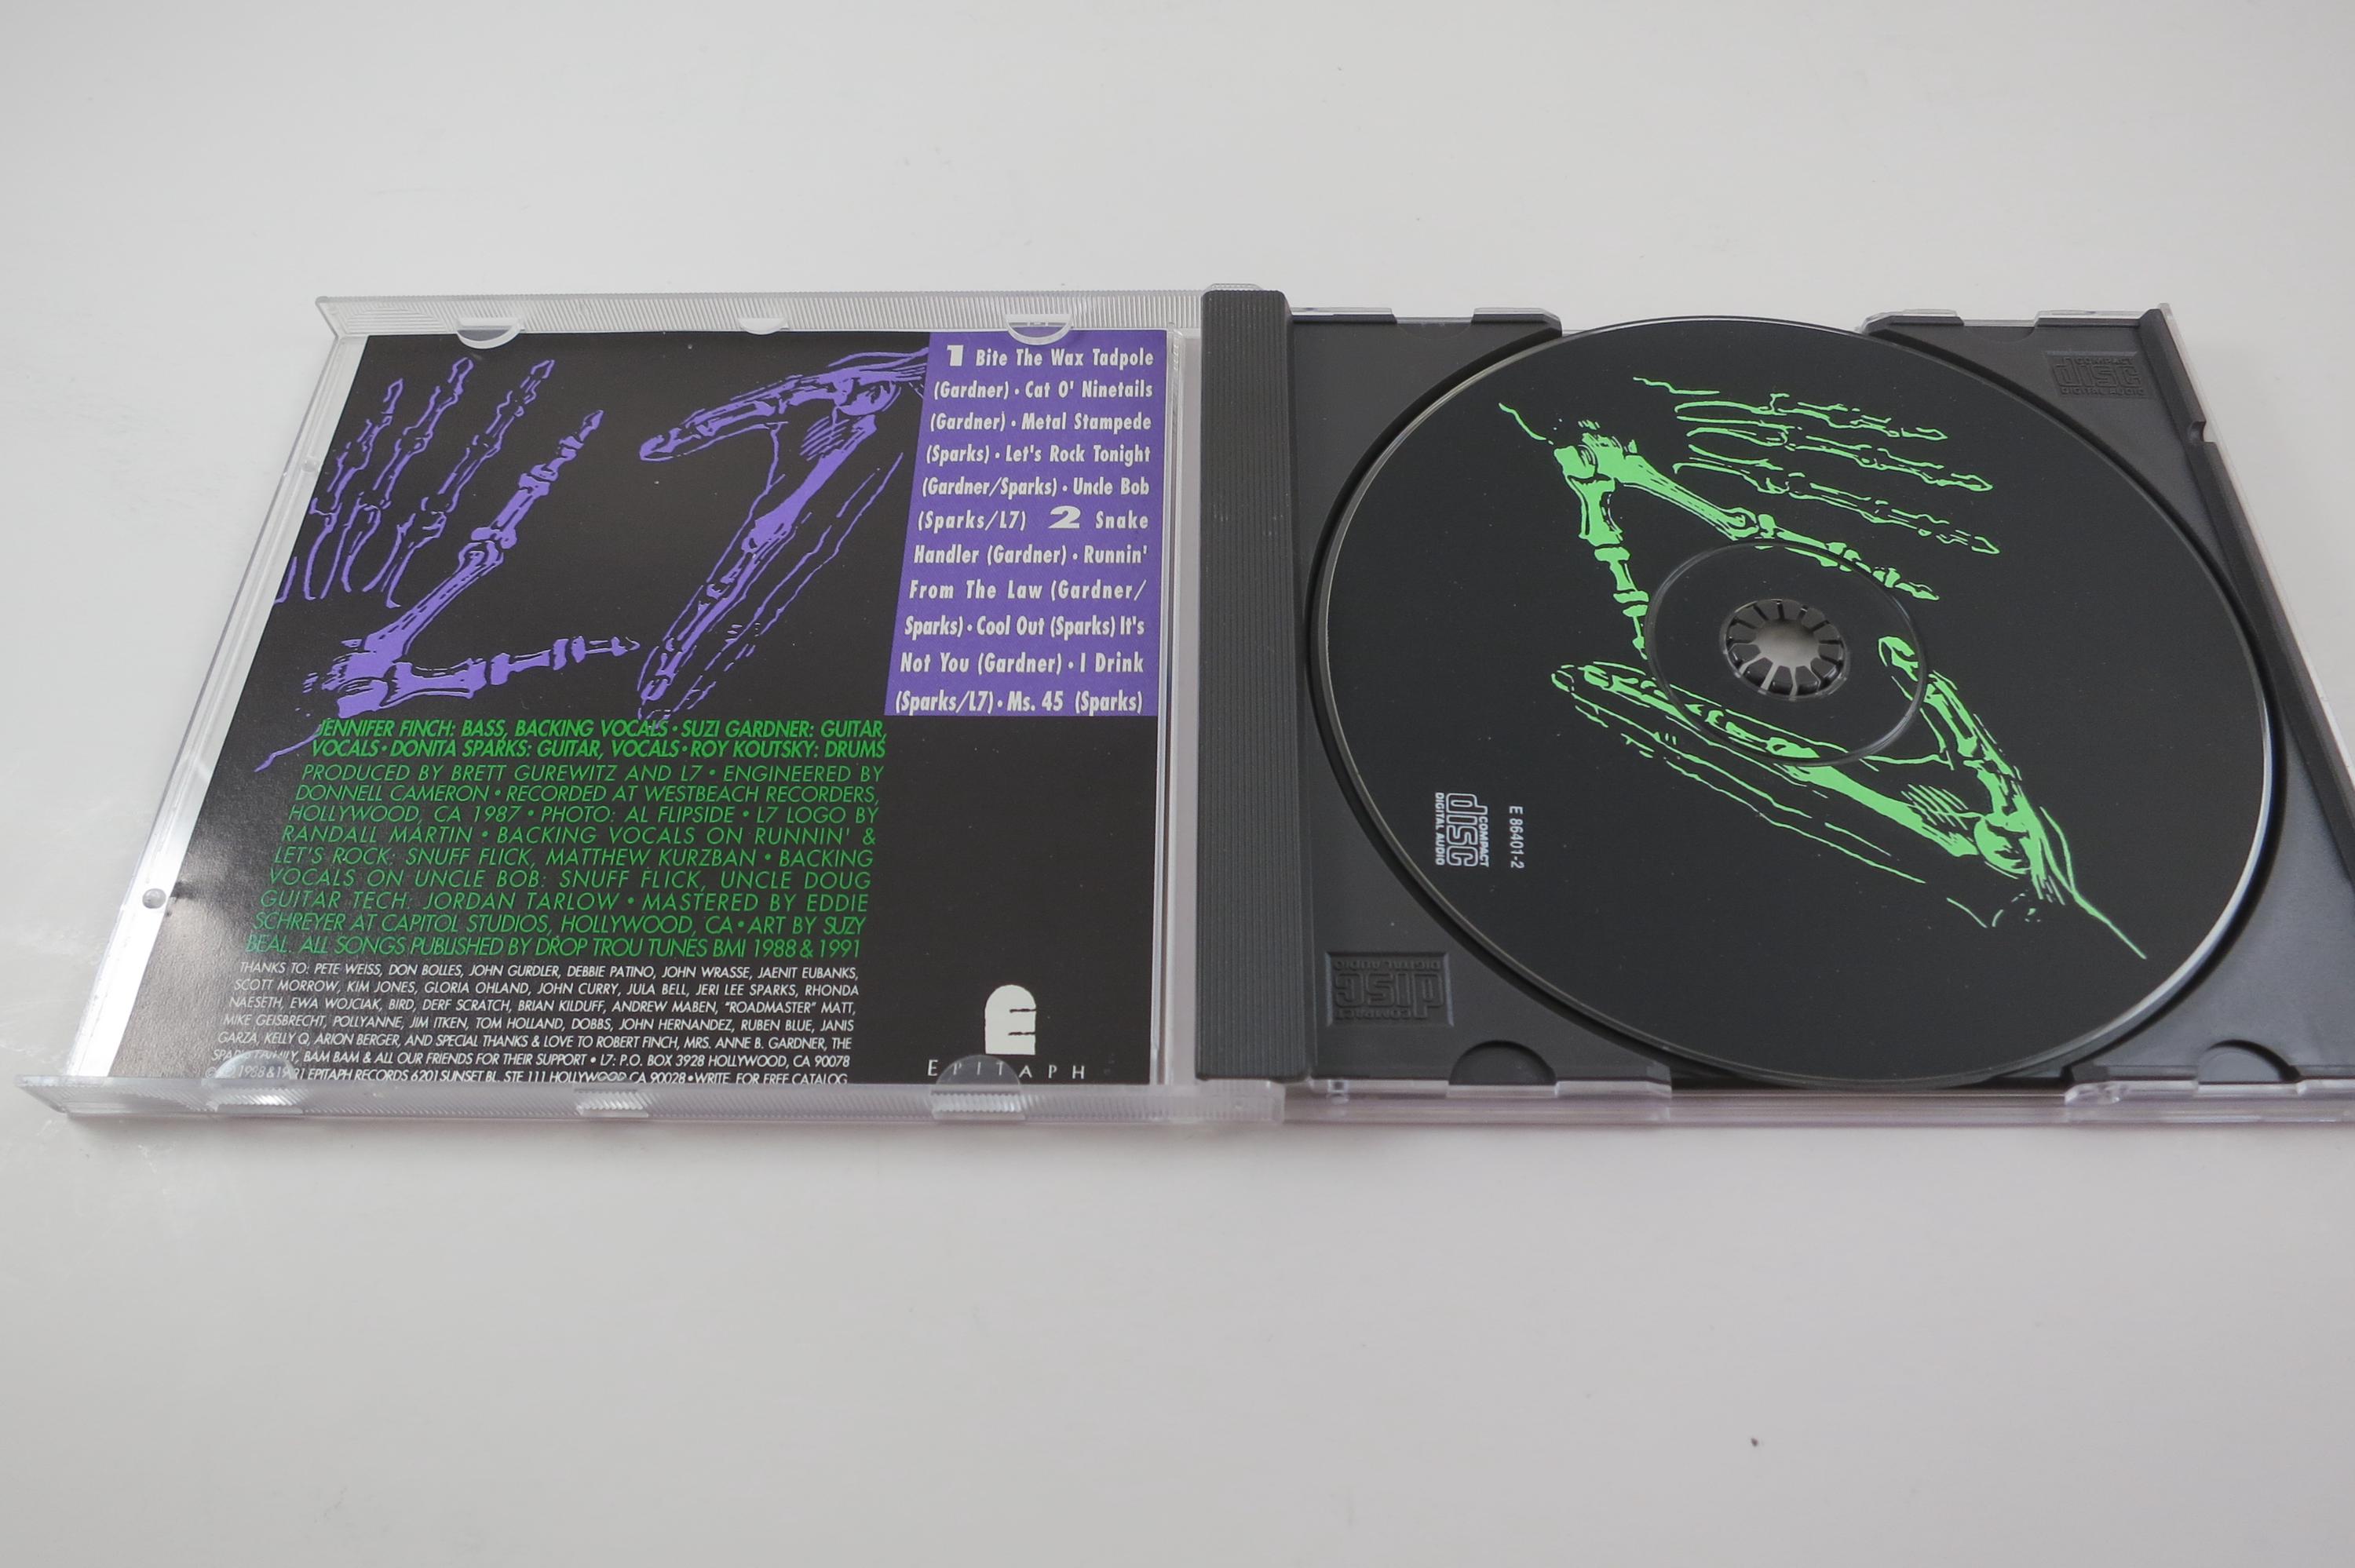 1 Bite The Wax Tadpole
(Gardner) • Cat O' Ninetails
(Gardner) • Metal Stampede
(Sparks) • Let's Rock Tonight
(Gardner/Sparks) • Uncle Bob
(Sparks/L7) 2 Snake
Handler (Gardner) • Runnin'
From The Law (Gardner/
Sparks) • Cool Out (Sparks) It's
Not You (Gardner) • I Drink
(Sparks/L7) • Ms. 45 (Sparks)
JENNIFER FINCH: BASS, BACKING VOCALS • SUZI GARDNER: GUITAR,
VOCALS • DONITA SPARKS: GUITAR, VOCALS • ROY KOUTSKY: DRUMS
PRODUCED BY BRETT GUREWITZ AND L7 • ENGINEERED BY
DONNELL CAMERON • RECORDED AT WESTBEACH RECORDERS,
HOLLYWOOD, CA 1987 • PHOTO: AL FLIPSIDE • L7 LOGO BY
RANDALL MARTIN • BACKING VOCALS ON RUNNIN' &
LET'S ROCK: SNUFF FLICK, MATTHEW KURZBAN • BACKING
VOCALS ON UNCLE BOB: SNUFF FLICK, UNCLE DOUG
GUITAR TECH: JORDAN TARLOW • MASTERED BY EDDIE
SCHREYER AT CAPITOL STUDIOS, HOLLYWOOD, CA • ART BY SUZY
BEAL. ALL SONGS PUBLISHED BY DROP TROU TUNES BMI 1988 & 1991
THANKS TO: PETE WEISS, DON BOLLES, JOHN GURDLER, DEBBIE PATINO, JOHN WRASSE, JAENIT EUBANKS,
SCOTT MORROW, KIM JONES, GLORIA OHLAND, JOHN CURRY, JULA BELL, JERI LEE SPARKS, RHONDA
NAESETH, EWA WOJCIAK, BIRD, DERF SCRATCH, BRIAN KILDUFF, ANDREW MABEN, "ROADMASTER" MATT,
MIKE GEISBRECHT, POLLYANNE, JIM ITKEN, TOM HOLLAND, DOBBS, JOHN HERNANDEZ, RUBEN BLUE, JANIS
GARZA, KELLY Q, ARION BERGER, AND SPECIAL THANKS & LOVE TO ROBERT FINCH, MRS. ANNE B. GARDNER, THE
SPARKS FAMILY, BAM BAM & ALL OUR FRIENDS FOR THEIR SUPPORT • L7: P.O. BOX 3928 HOLLYWOOD, CA 90078
1988 & 1991 EPITAPH RECORDS 6201 SUNSET BL. STE 111 HOLLYWOOD CA 90028 • WRITE FOR FREE CATALOG
E
EPITAPH
E 86401-2
COMPACT
disc
DIGITAL AUDIO
COMPACT
disc
DIGITAL AUDIO
COMPACT
disc
DIGITAL AUDIO